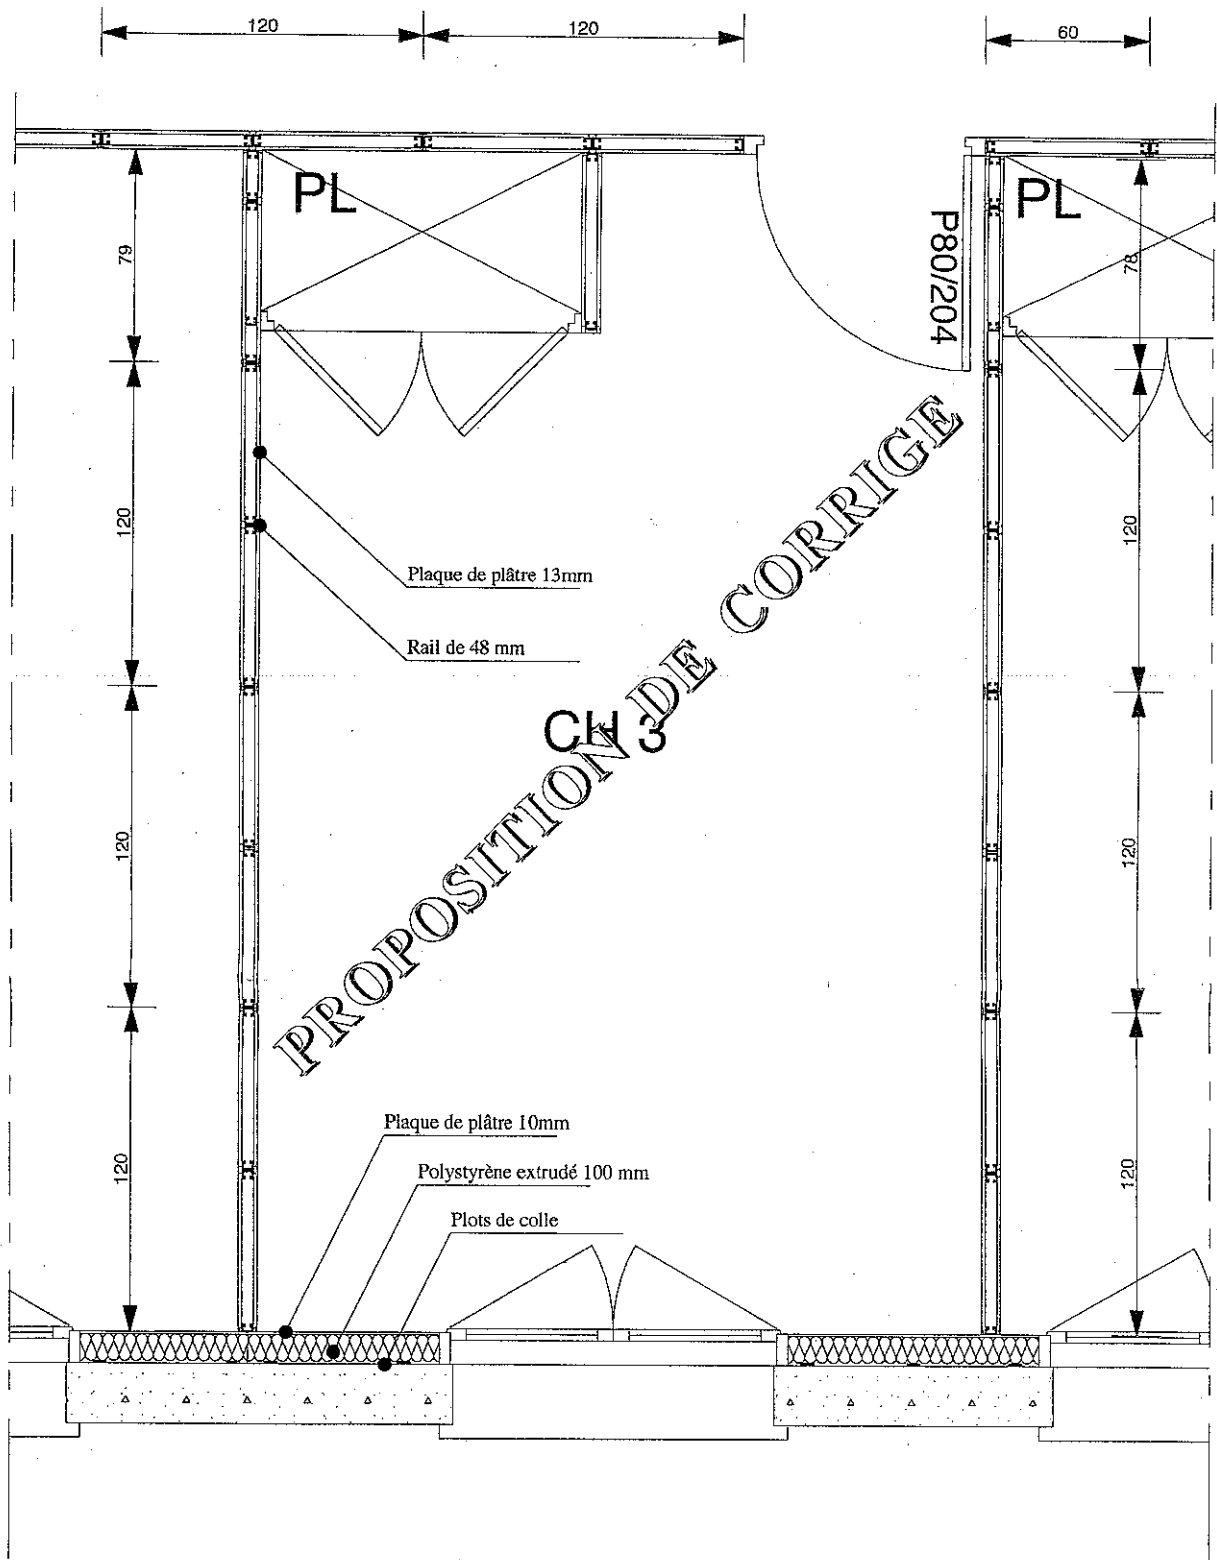 120
120
60
PL
PL
P80/204
79
78
120
120
Plaque de plâtre 13mm
Rail de 48 mm
CH 3
PROPOSITION DE CORRIGE
120
120
Plaque de plâtre 10mm
Polystyrène extrudé 100 mm
Plots de colle
120
120